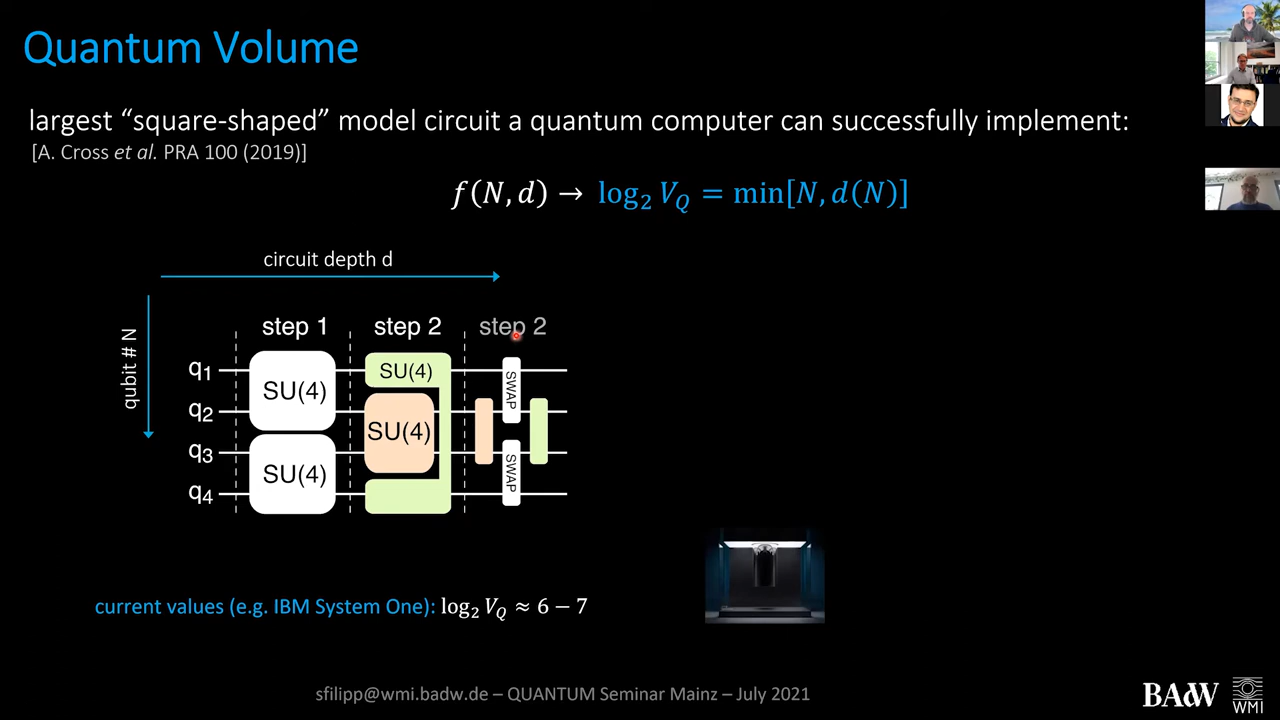 Quantum Volume
largest “square-shaped” model circuit a quantum computer can successfully implement:
[A. Cross et al. PRA 100 (2019)]
f(N, d) → log₂ V_Q = min[N, d(N)]
circuit depth d
qubit # N
step 1 step 2 step 2
q₁ SU(4) SU(4) SWAP
q₂ SU(4)
q₃ SU(4) SWAP
q₄
current values (e.g. IBM System One): log₂ V_Q ≈ 6 − 7
sfilipp@wmi.badw.de – QUANTUM Seminar Mainz – July 2021
BAdW WMI